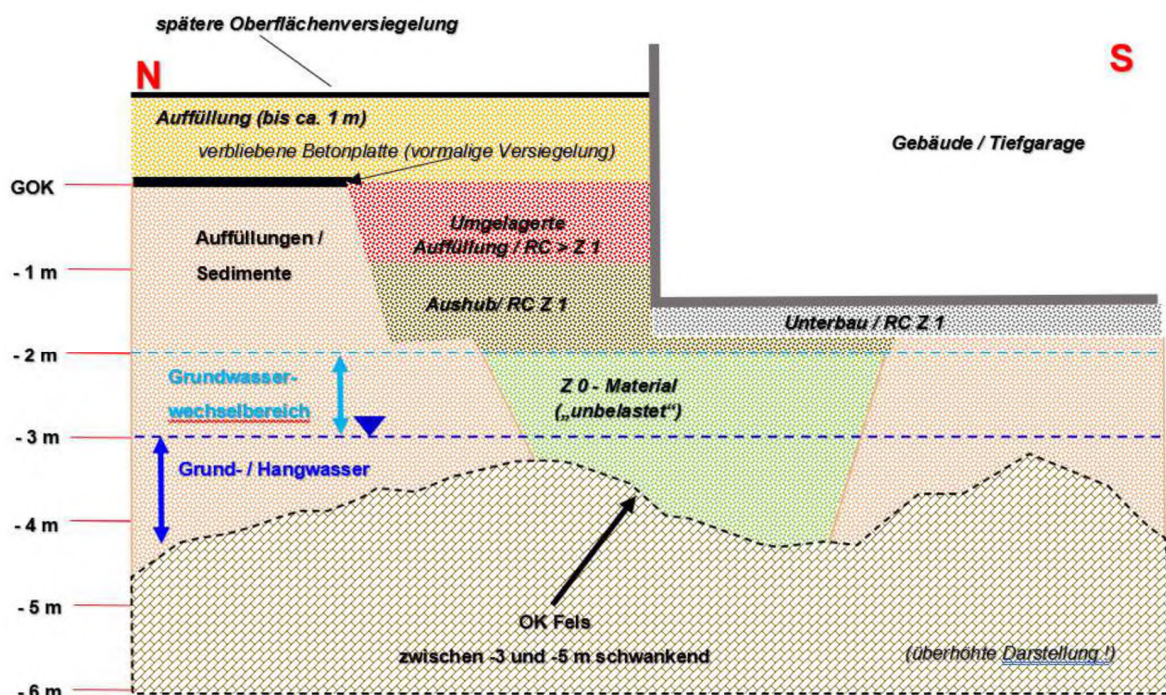 spätere Oberflächenversiegelung
N
S
Auffüllung (bis ca. 1 m)
verbliebene Betonplatte (vormalige Versiegelung)
Gebäude / Tiefgarage
GOK
Umgelagerte
Auffüllung / RC > Z 1
Auffüllungen /
Sedimente
- 1 m
Aushub/ RC Z 1
Unterbau / RC Z 1
- 2 m
Grundwasser-
wechselbereich
Z 0 - Material
(„unbelastet“)
- 3 m
Grund- / Hangwasser
- 4 m
- 5 m
OK Fels
zwischen -3 und -5 m schwankend
(überhöhte Darstellung !)
- 6 m